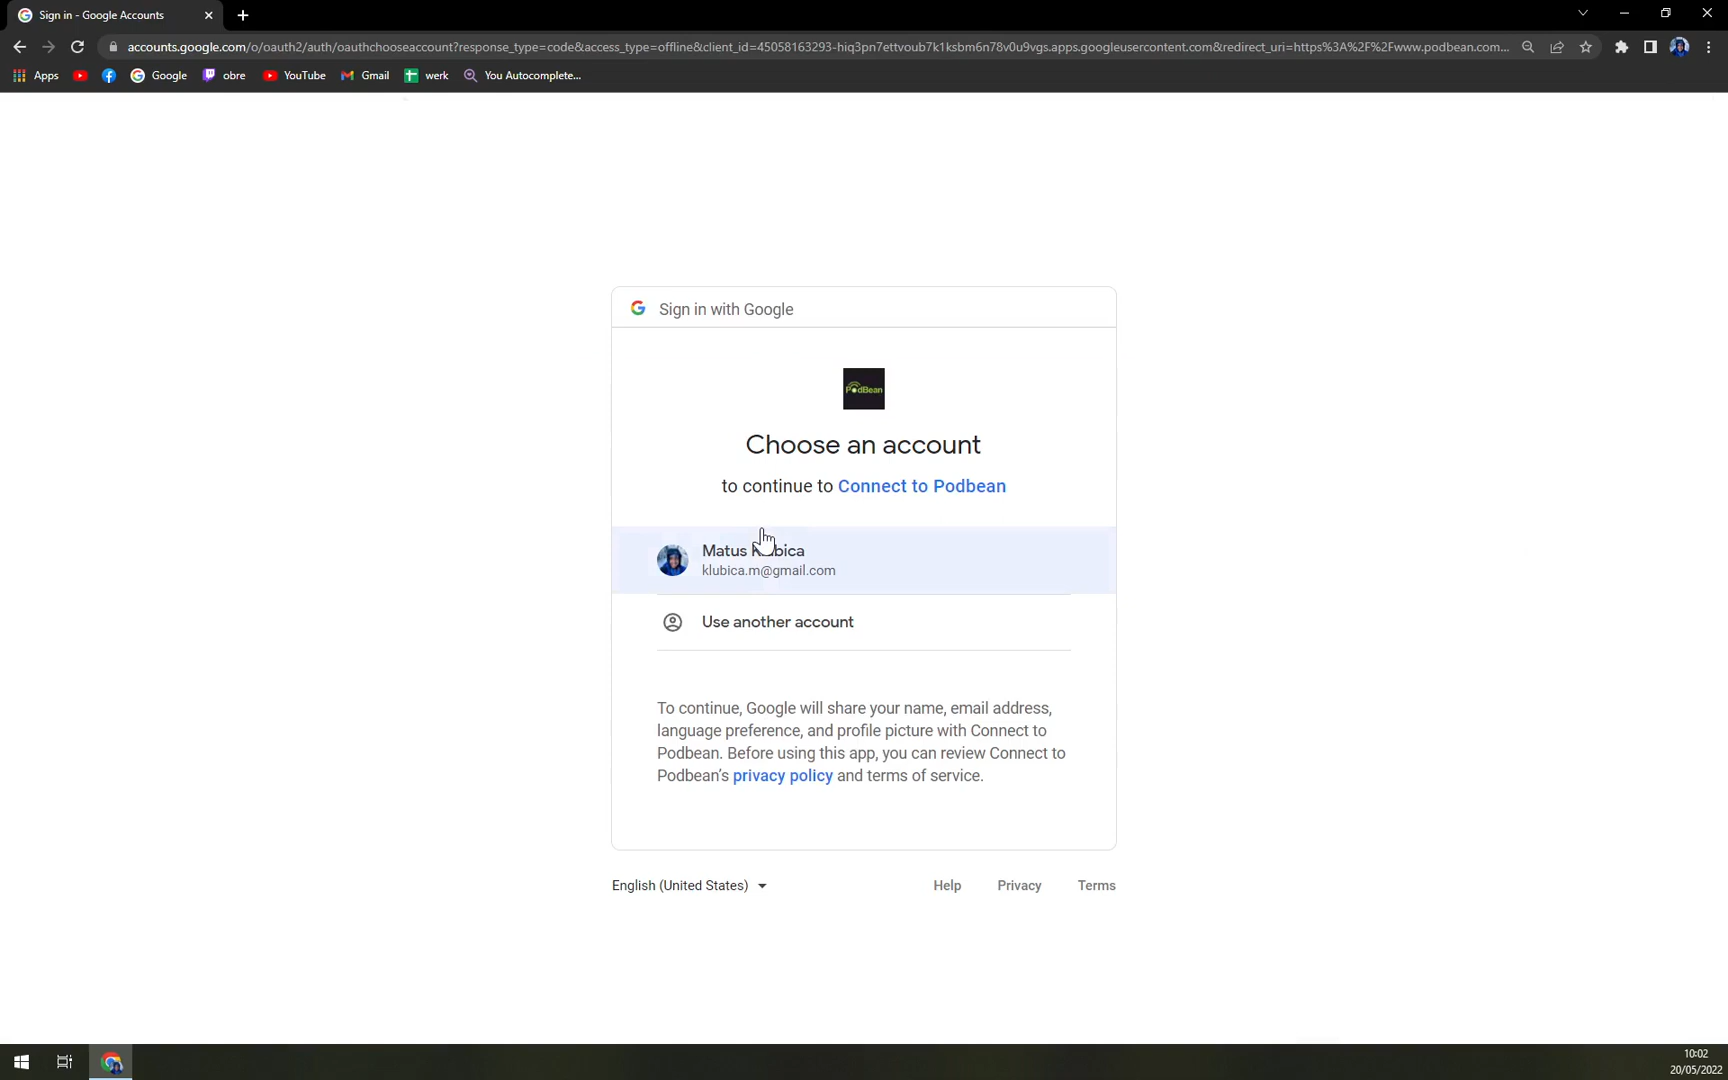 Sign in - Google Accounts
accounts.google.com/o/oauth2/auth/oauthchooseaccount?response_type=code&access_type=offline&client_id=45058163293-hiq3pn7ettvoub7k1ksbm6n78v0u9vgs.apps.googleusercontent.com&redirect_uri=https%3A%2F%2Fwww.podbean.com...
Apps Google obre YouTube Gmail werk You Autocomplete...
Sign in with Google
PodBean
Choose an account
to continue to Connect to Podbean
Matus Klubica
klubica.m@gmail.com
Use another account
To continue, Google will share your name, email address,
language preference, and profile picture with Connect to
Podbean. Before using this app, you can review Connect to
Podbean’s privacy policy and terms of service.
English (United States) Help Privacy Terms
10:02
20/05/2022